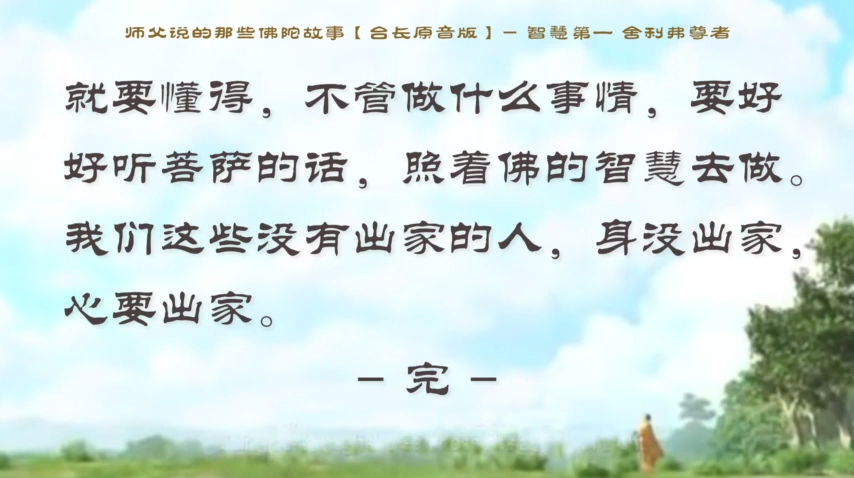 师父说的那些佛陀故事【台长原音版】- 智慧第一 舍利弗尊者
就要懂得，不管做什么事情，要好
好听菩萨的话，照着佛的智慧去做。
我们这些没有出家的人，身没出家，
心要出家。
- 完 -